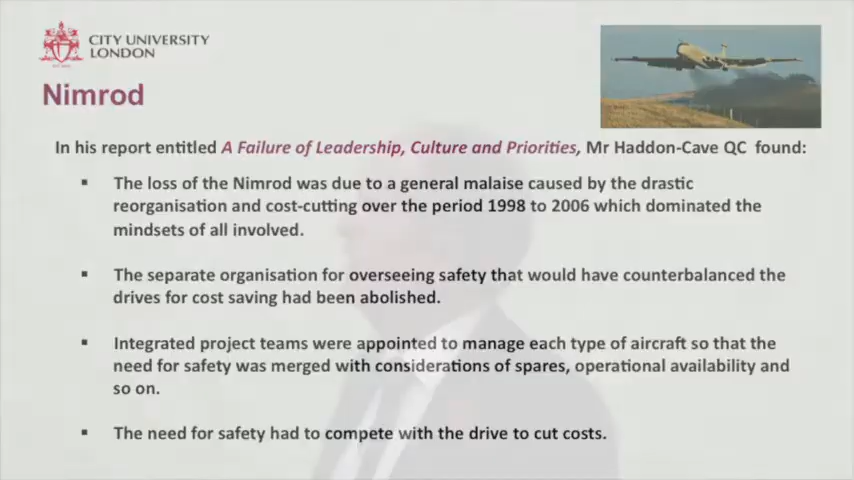 CITY UNIVERSITY
LONDON
Nimrod
In his report entitled A Failure of Leadership, Culture and Priorities, Mr Haddon-Cave QC found:
▪ The loss of the Nimrod was due to a general malaise caused by the drastic
reorganisation and cost-cutting over the period 1998 to 2006 which dominated the
mindsets of all involved.
▪ The separate organisation for overseeing safety that would have counterbalanced the
drives for cost saving had been abolished.
▪ Integrated project teams were appointed to manage each type of aircraft so that the
need for safety was merged with considerations of spares, operational availability and
so on.
▪ The need for safety had to compete with the drive to cut costs.